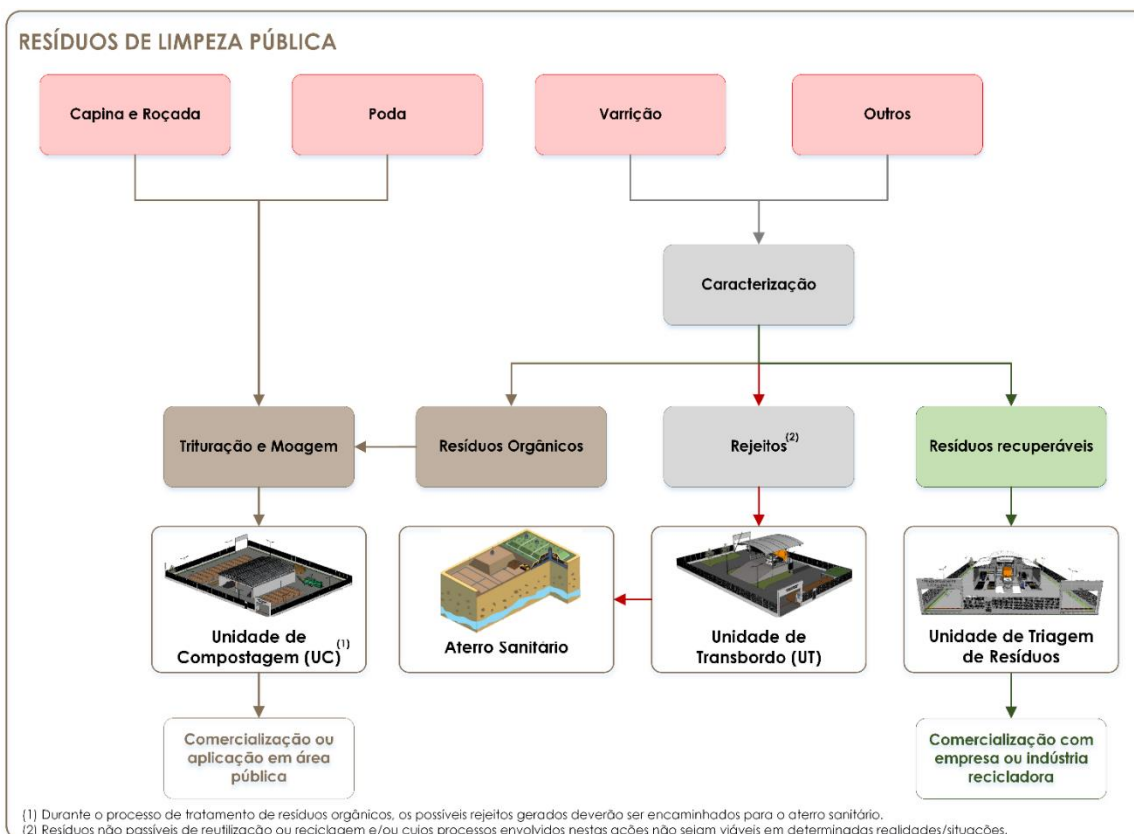 RESÍDUOS DE LIMPEZA PÚBLICA
Capina e Roçada
Poda
Varrição
Outros
Caracterização
Trituração e Moagem
Resíduos Orgânicos
Rejeitos(2)
Resíduos recuperáveis
Unidade de
Compostagem (UC)(1)
Aterro Sanitário
Unidade de
Transbordo (UT)
Unidade de Triagem
de Resíduos
Comercialização ou
aplicação em área
pública
Comercialização com
empresa ou indústria
recicladora
(1) Durante o processo de tratamento de resíduos orgânicos, os possíveis rejeitos gerados deverão ser encaminhados para o aterro sanitário.
(2) Resíduos não passíveis de reutilização ou reciclagem e/ou cujos processos envolvidos nestas ações não sejam viáveis em determinadas realidades/situações.